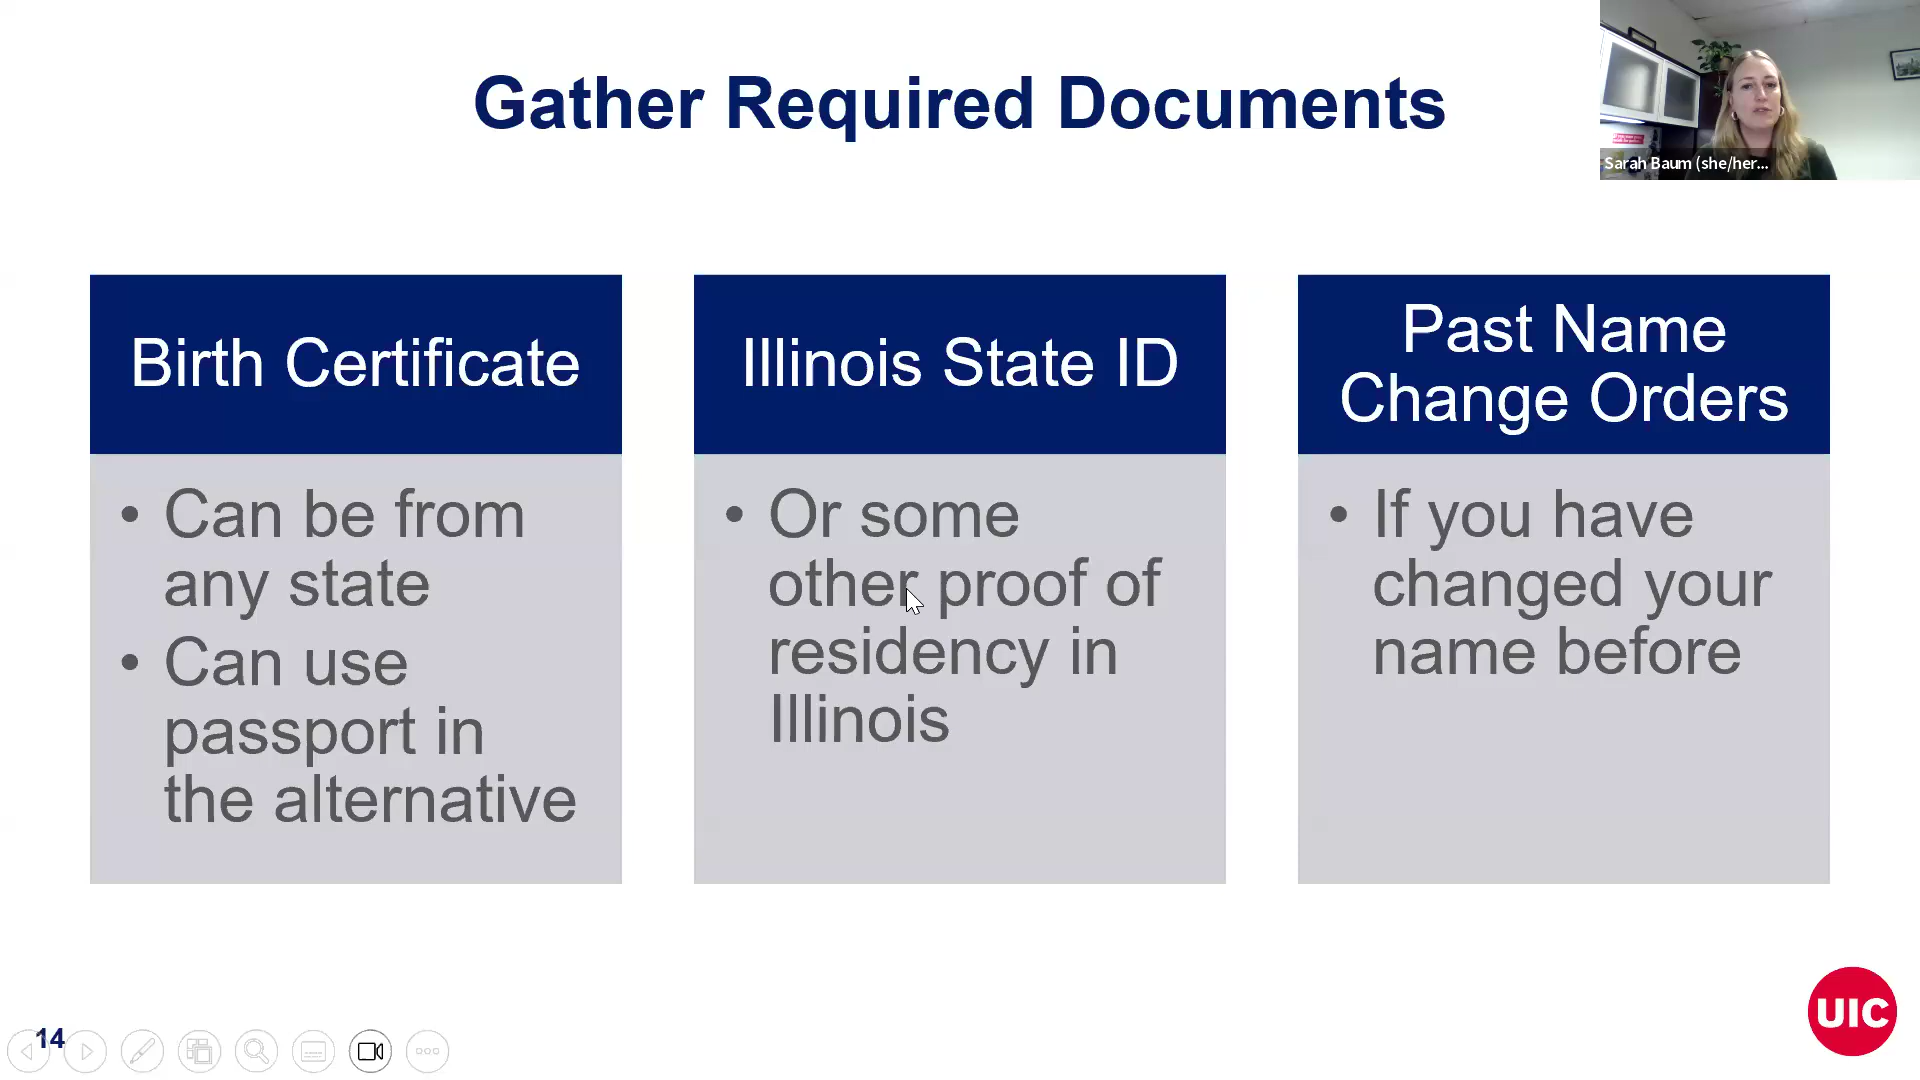 Gather Required Documents
Sarah Baum (she/her...
Birth Certificate
• Can be from
any state
• Can use
passport in
the alternative
Illinois State ID
• Or some
other proof of
residency in
Illinois
Past Name
Change Orders
• If you have
changed your
name before
14
UIC